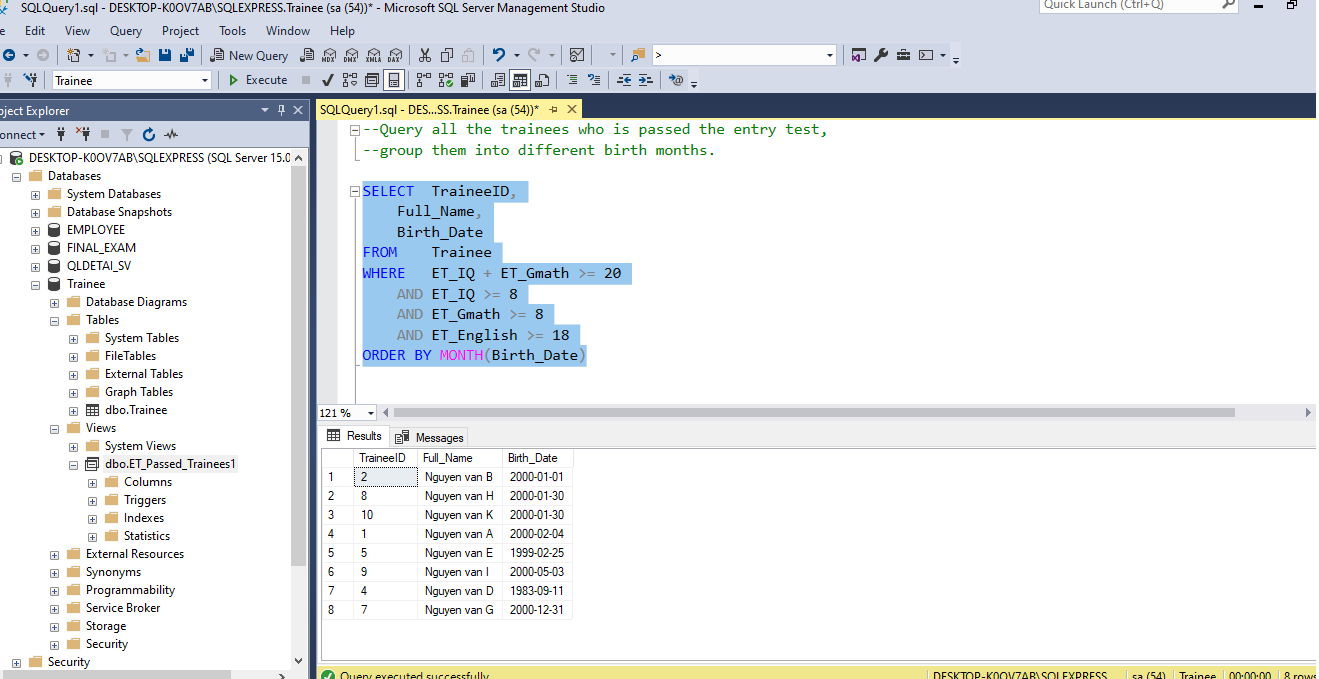 SQLQuery1.sql - DESKTOP-K0OV7AB\SQLEXPRESS.Trainee (sa (54))* - Microsoft SQL Server Management Studio
Quick Launch (Ctrl+Q)
e Edit View Query Project Tools Window Help
New Query
MDX DMX XMLA DAX
>
Trainee
Execute
ject Explorer
SQLQuery1.sql - DES...SS.Trainee (sa (54))*
onnect
DESKTOP-K0OV7AB\SQLEXPRESS (SQL Server 15.0
Databases
System Databases
Database Snapshots
EMPLOYEE
FINAL_EXAM
QLDETAI_SV
Trainee
Database Diagrams
Tables
System Tables
FileTables
External Tables
Graph Tables
dbo.Trainee
Views
System Views
dbo.ET_Passed_Trainees1
Columns
Triggers
Indexes
Statistics
External Resources
Synonyms
Programmability
Service Broker
Storage
Security
Security
--Query all the trainees who is passed the entry test,
--group them into different birth months.
SELECT TraineeID,
Full_Name,
Birth_Date
FROM Trainee
WHERE ET_IQ + ET_Gmath >= 20
AND ET_IQ >= 8
AND ET_Gmath >= 8
AND ET_English >= 18
ORDER BY MONTH(Birth_Date)
121 %
Results Messages
TraineeID Full_Name Birth_Date
1 2 Nguyen van B 2000-01-01
2 8 Nguyen van H 2000-01-30
3 10 Nguyen van K 2000-01-30
4 1 Nguyen van A 2000-02-04
5 5 Nguyen van E 1999-02-25
6 9 Nguyen van I 2000-05-03
7 4 Nguyen van D 1983-09-11
8 7 Nguyen van G 2000-12-31
Query executed successfully. DESKTOP-K0OV7AB\SQLEXPRESS sa (54) Trainee 00:00:00 8 rows